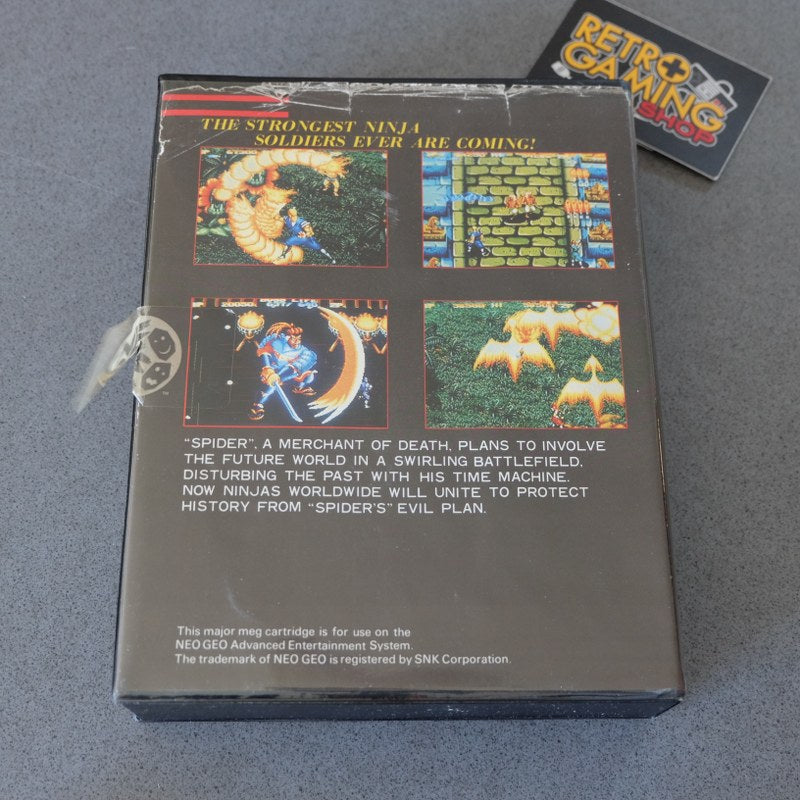 RETRO
GAMING
SHOP
THE STRONGEST NINJA
SOLDIERS EVER ARE COMING!
20050
"SPIDER", A MERCHANT OF DEATH, PLANS TO INVOLVE
THE FUTURE WORLD IN A SWIRLING BATTLEFIELD,
DISTURBING THE PAST WITH HIS TIME MACHINE.
NOW NINJAS WORLDWIDE WILL UNITE TO PROTECT
HISTORY FROM "SPIDER'S" EVIL PLAN.
This major meg cartridge is for use on the
NEO GEO Advanced Entertainment System.
The trademark of NEO GEO is registered by SNK Corporation.